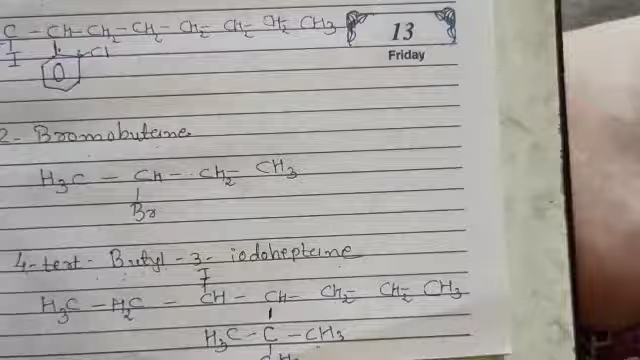 C - CH - CH2 - CH2 - CH2 - CH2 - CH2 CH3
13
I
Cl
Friday
2- Bromobutane
H3C - CH - CH2 CH3
Br
4-tert- Butyl -3- iodoheptane
I
H3C - H2C - CH - CH - CH2 - CH2 CH3
H3C - C - CH3
CH3